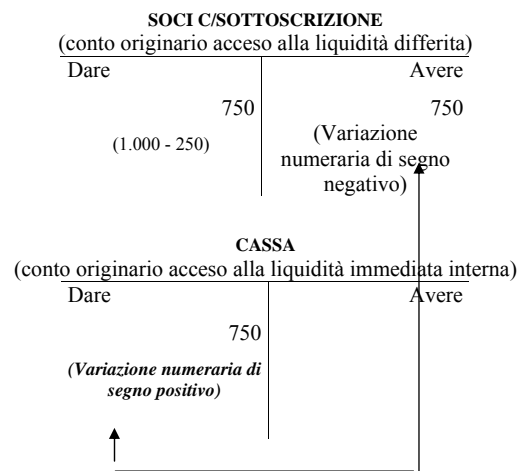 SOCI C/SOTTOSCRIZIONE
(conto originario acceso alla liquidità differita)
Dare Avere
750 750
(1.000 - 250) (Variazione
numeraria di segno
negativo)
CASSA
(conto originario acceso alla liquidità immediata interna)
Dare Avere
750
(Variazione numeraria di
segno positivo)